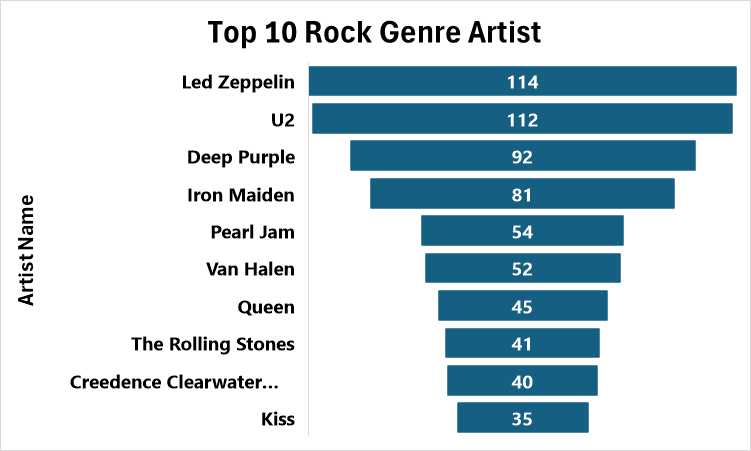 Top 10 Rock Genre Artist
Artist Name
Led Zeppelin 114
U2 112
Deep Purple 92
Iron Maiden 81
Pearl Jam 54
Van Halen 52
Queen 45
The Rolling Stones 41
Creedence Clearwater... 40
Kiss 35